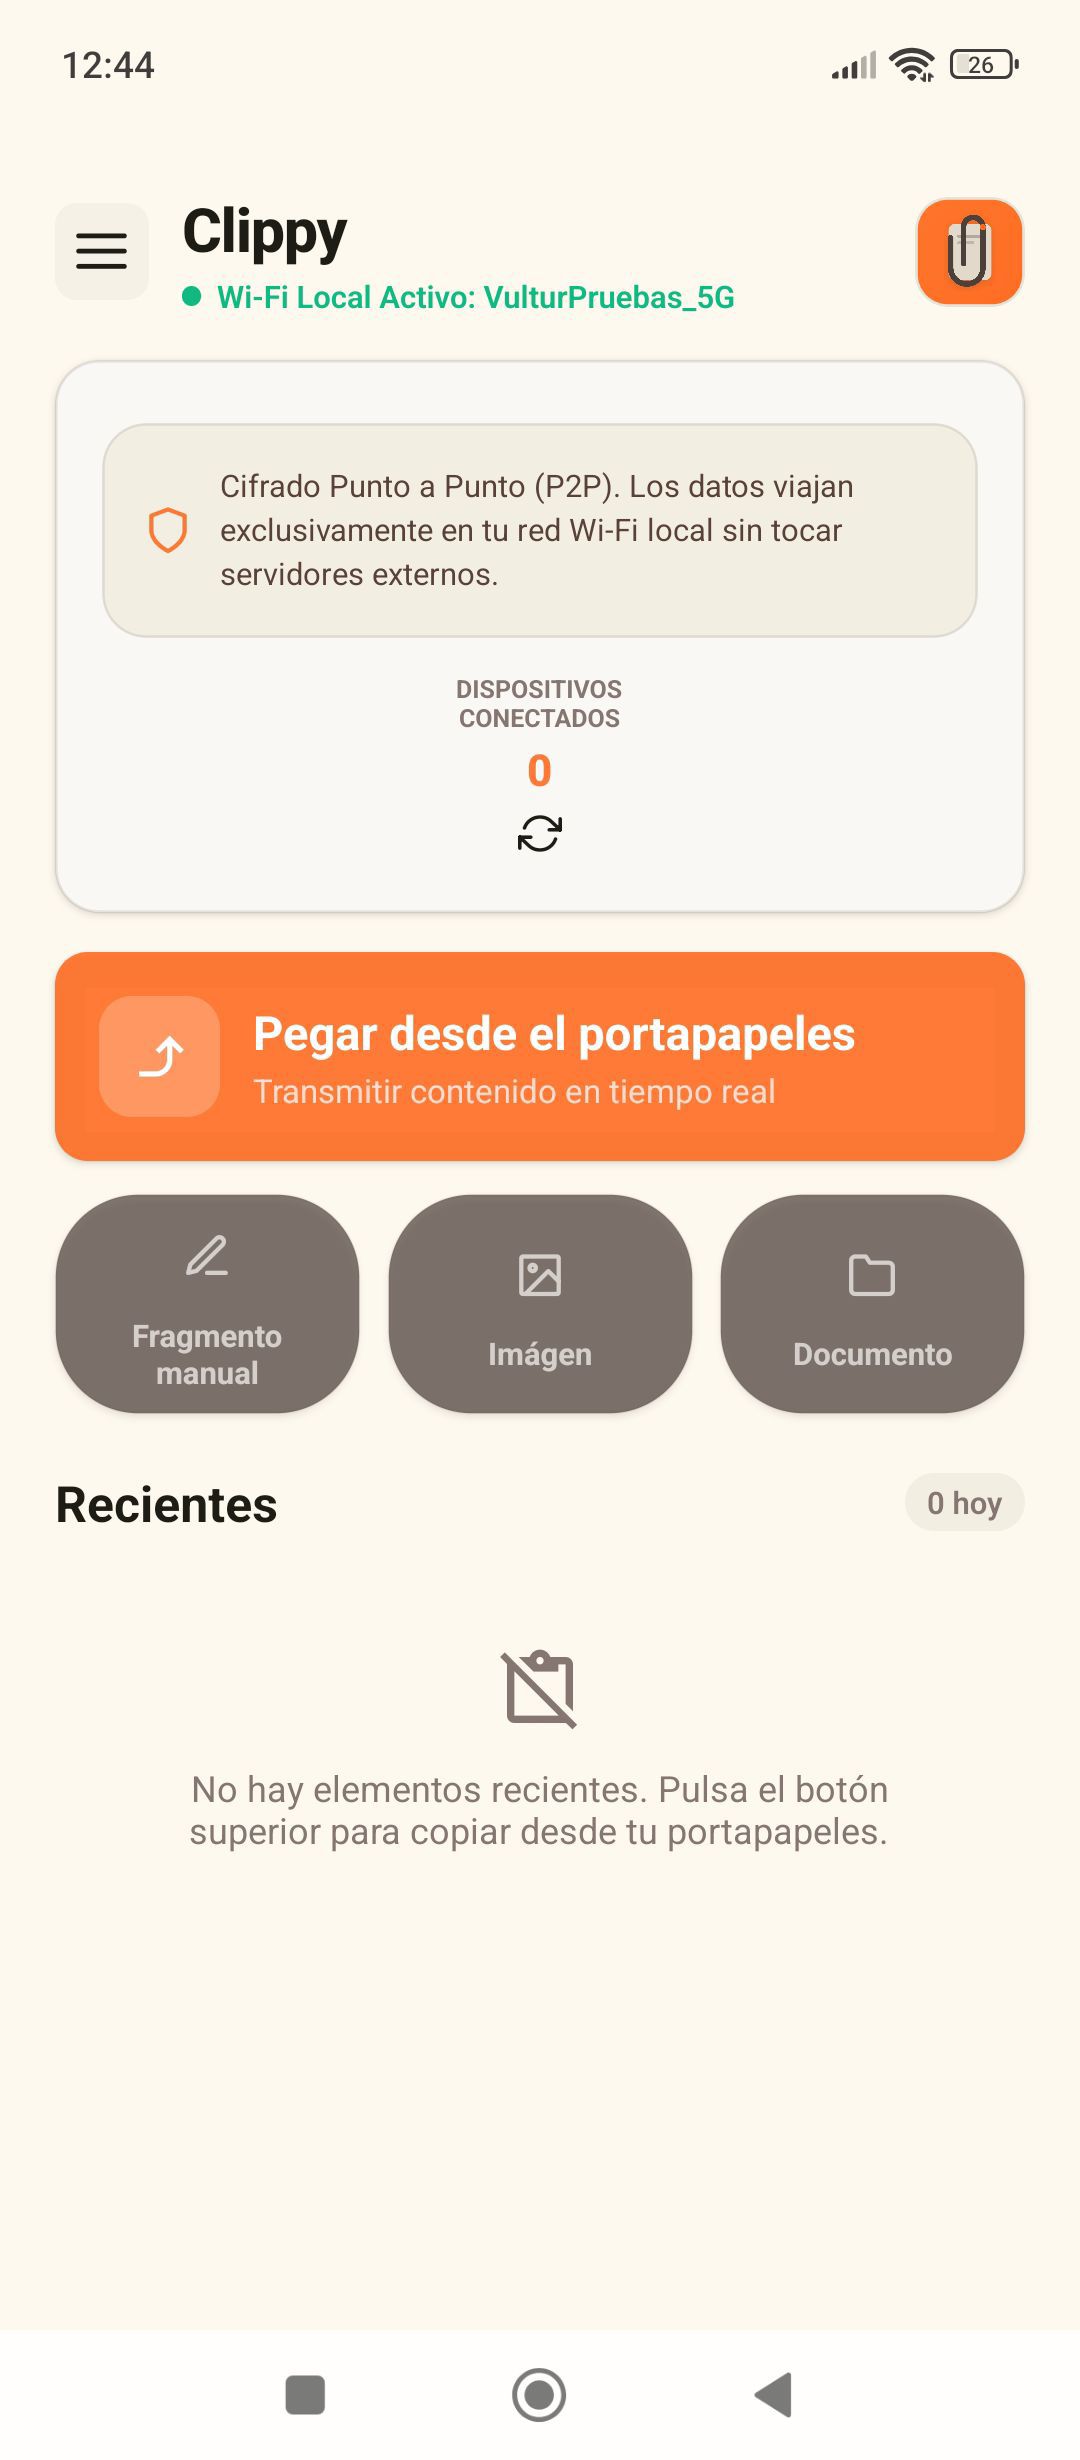 12:44
26
Clippy
Wi-Fi Local Activo: VulturPruebas_5G
Cifrado Punto a Punto (P2P). Los datos viajan
exclusivamente en tu red Wi-Fi local sin tocar
servidores externos.
DISPOSITIVOS
CONECTADOS
0
Pegar desde el portapapeles
Transmitir contenido en tiempo real
Fragmento
manual
Imágen
Documento
Recientes
0 hoy
No hay elementos recientes. Pulsa el botón
superior para copiar desde tu portapapeles.